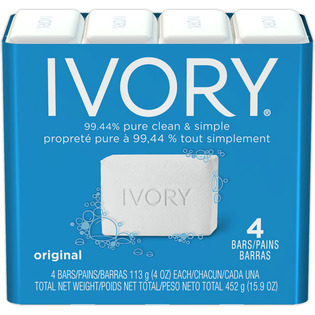 IVORY®
99.44% pure clean & simple
propreté pure à 99,44 % tout simplement
IVORY
original
4
BARS/PAINS
BARRAS
4 BARS/PAINS/BARRAS 113 g (4 OZ) EACH/CHACUN/CADA UNA
TOTAL NET WEIGHT/POIDS NET TOTAL/PESO NETO TOTAL 452 g (15.9 OZ)